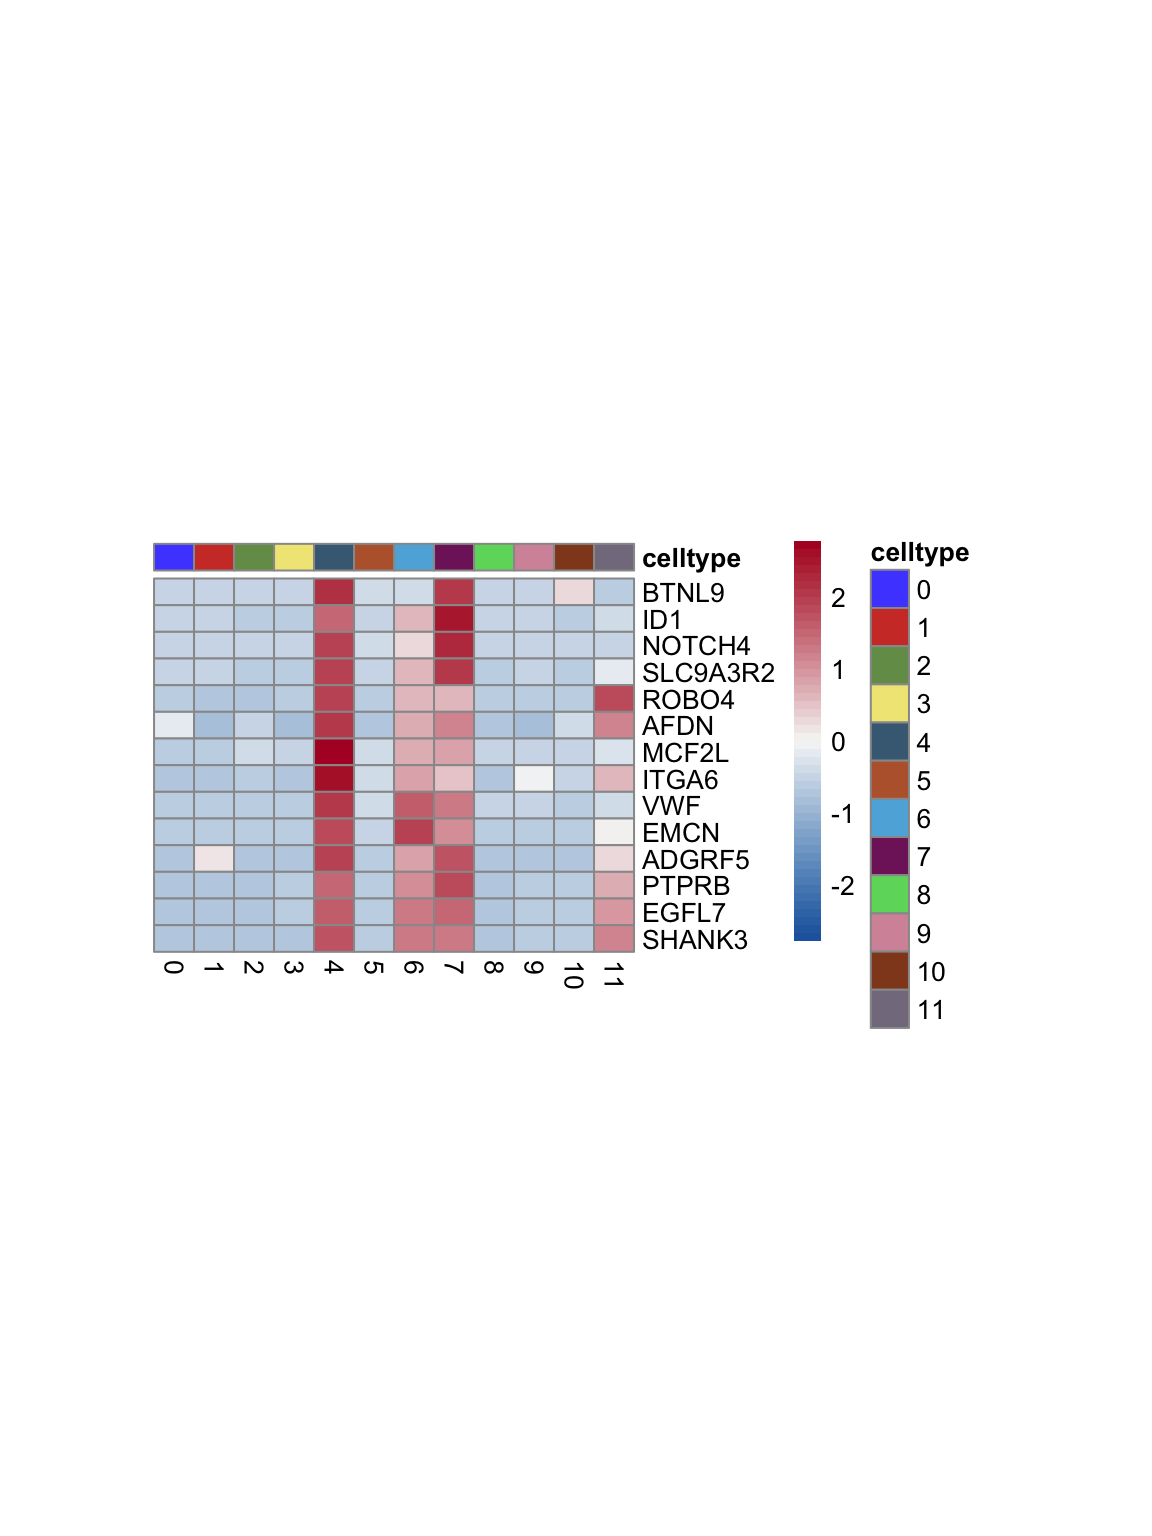 celltype
BTNL9
ID1
NOTCH4
SLC9A3R2
ROBO4
AFDN
MCF2L
ITGA6
VWF
EMCN
ADGRF5
PTPRB
EGFL7
SHANK3
0 1 2 3 4 5 6 7 8 9 10 11
2
1
0
-1
-2
celltype
0
1
2
3
4
5
6
7
8
9
10
11